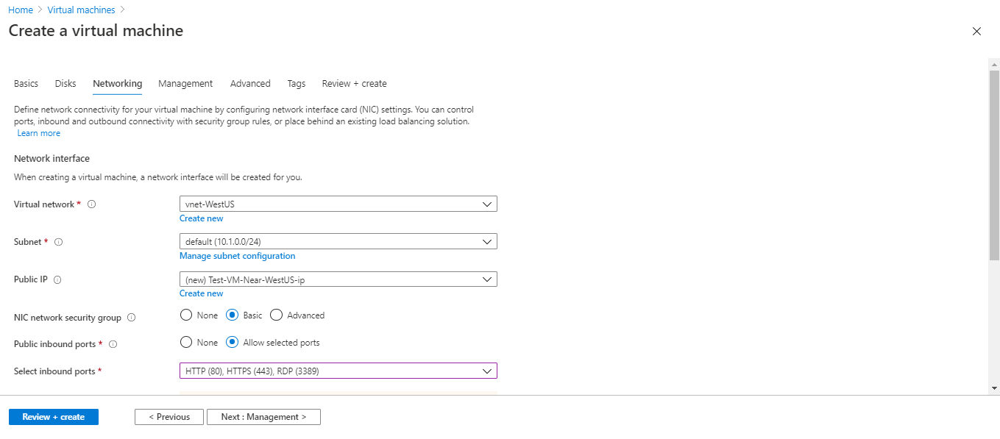 Home > Virtual machines >
Create a virtual machine
Basics Disks Networking Management Advanced Tags Review + create
Define network connectivity for your virtual machine by configuring network interface card (NIC) settings. You can control
ports, inbound and outbound connectivity with security group rules, or place behind an existing load balancing solution.
Learn more
Network interface
When creating a virtual machine, a network interface will be created for you.
Virtual network * vnet-WestUS
Create new
Subnet * default (10.1.0.0/24)
Manage subnet configuration
Public IP (new) Test-VM-Near-WestUS-ip
Create new
NIC network security group None Basic Advanced
Public inbound ports * None Allow selected ports
Select inbound ports * HTTP (80), HTTPS (443), RDP (3389)
Review + create < Previous Next : Management >